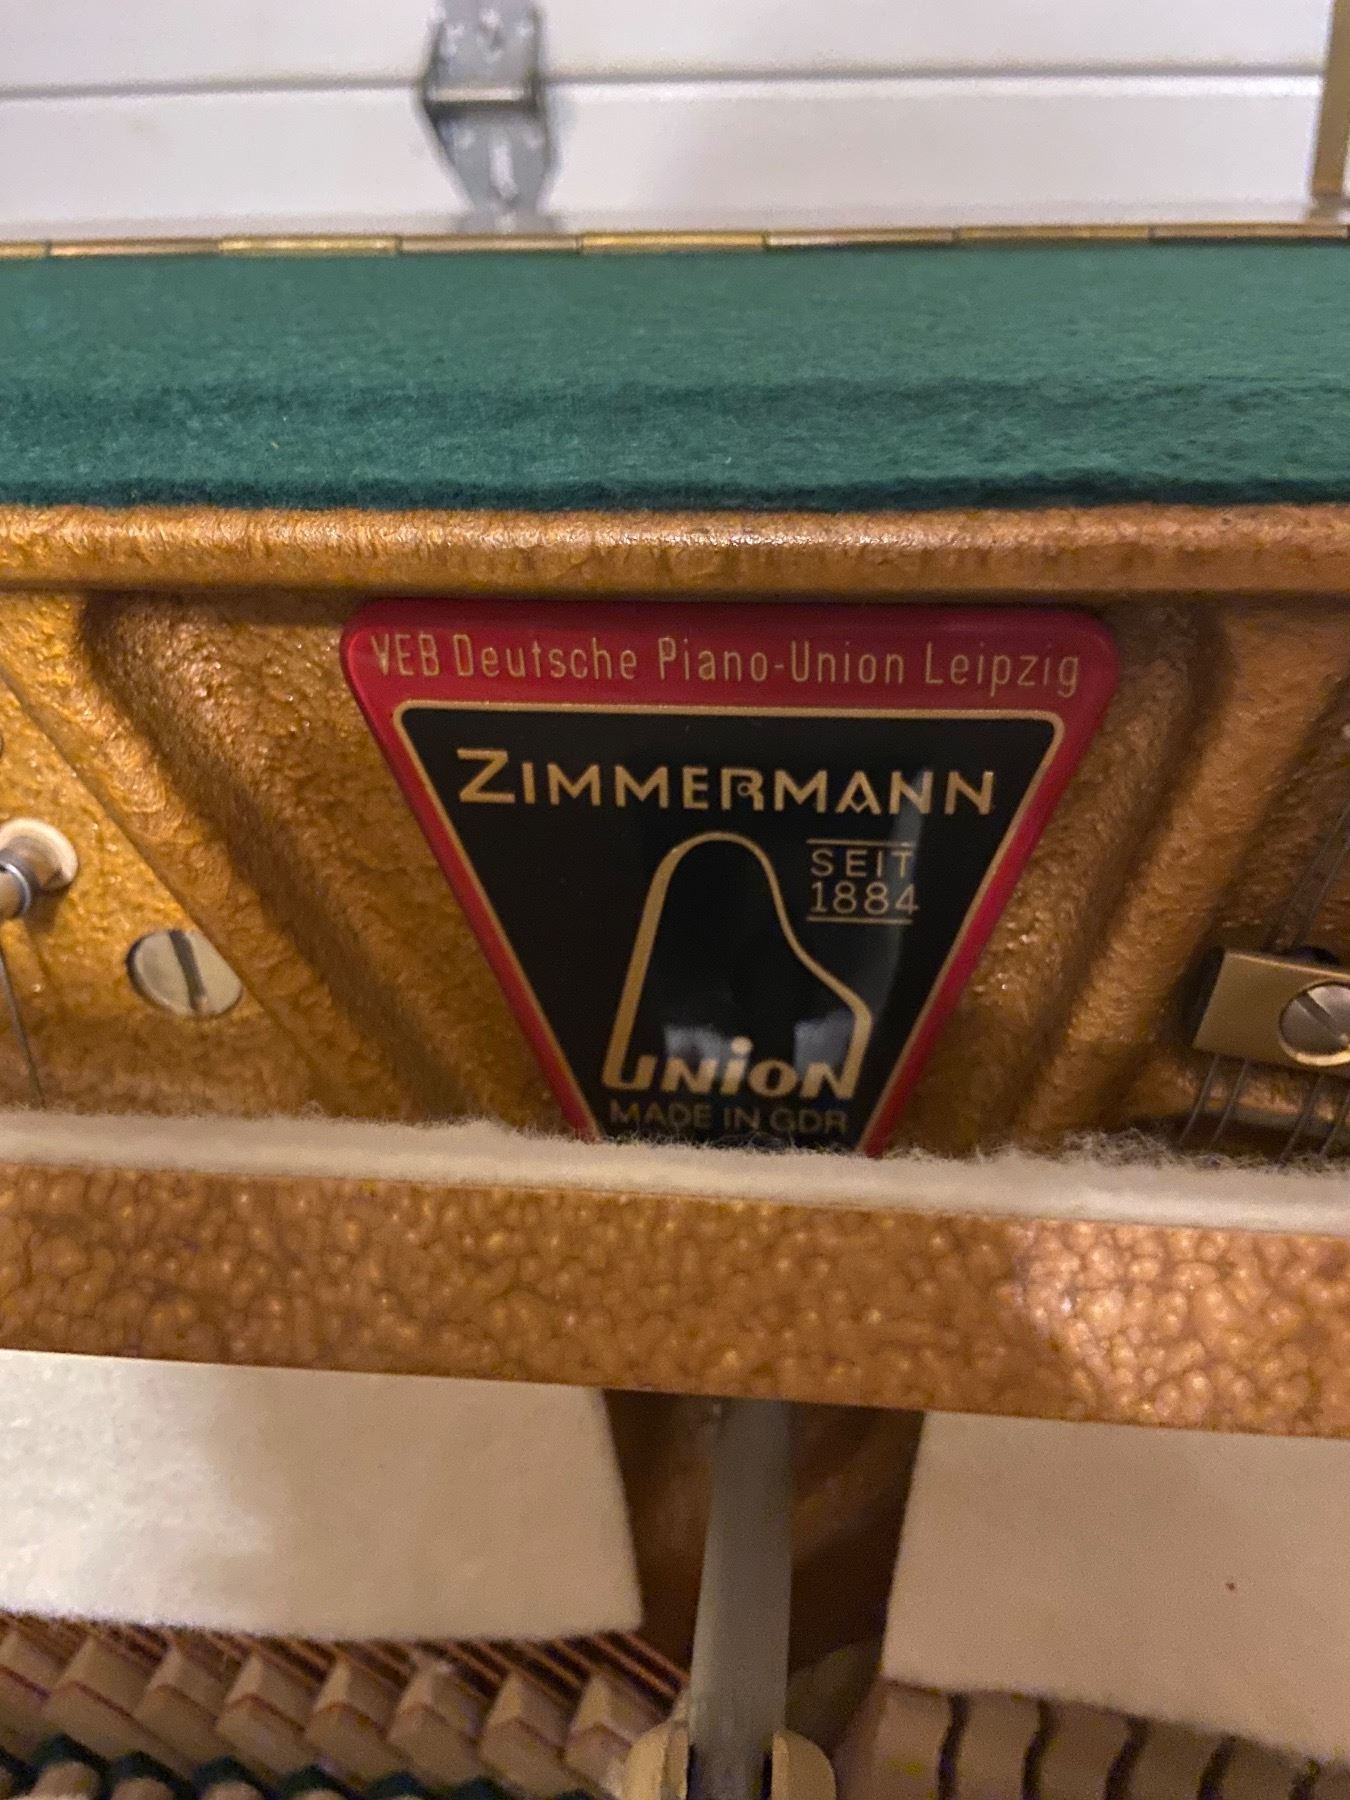 VEB Deutsche Piano-Union Leipzig
ZIMMERMANN
SEIT
1884
UNION
MADE IN GDR